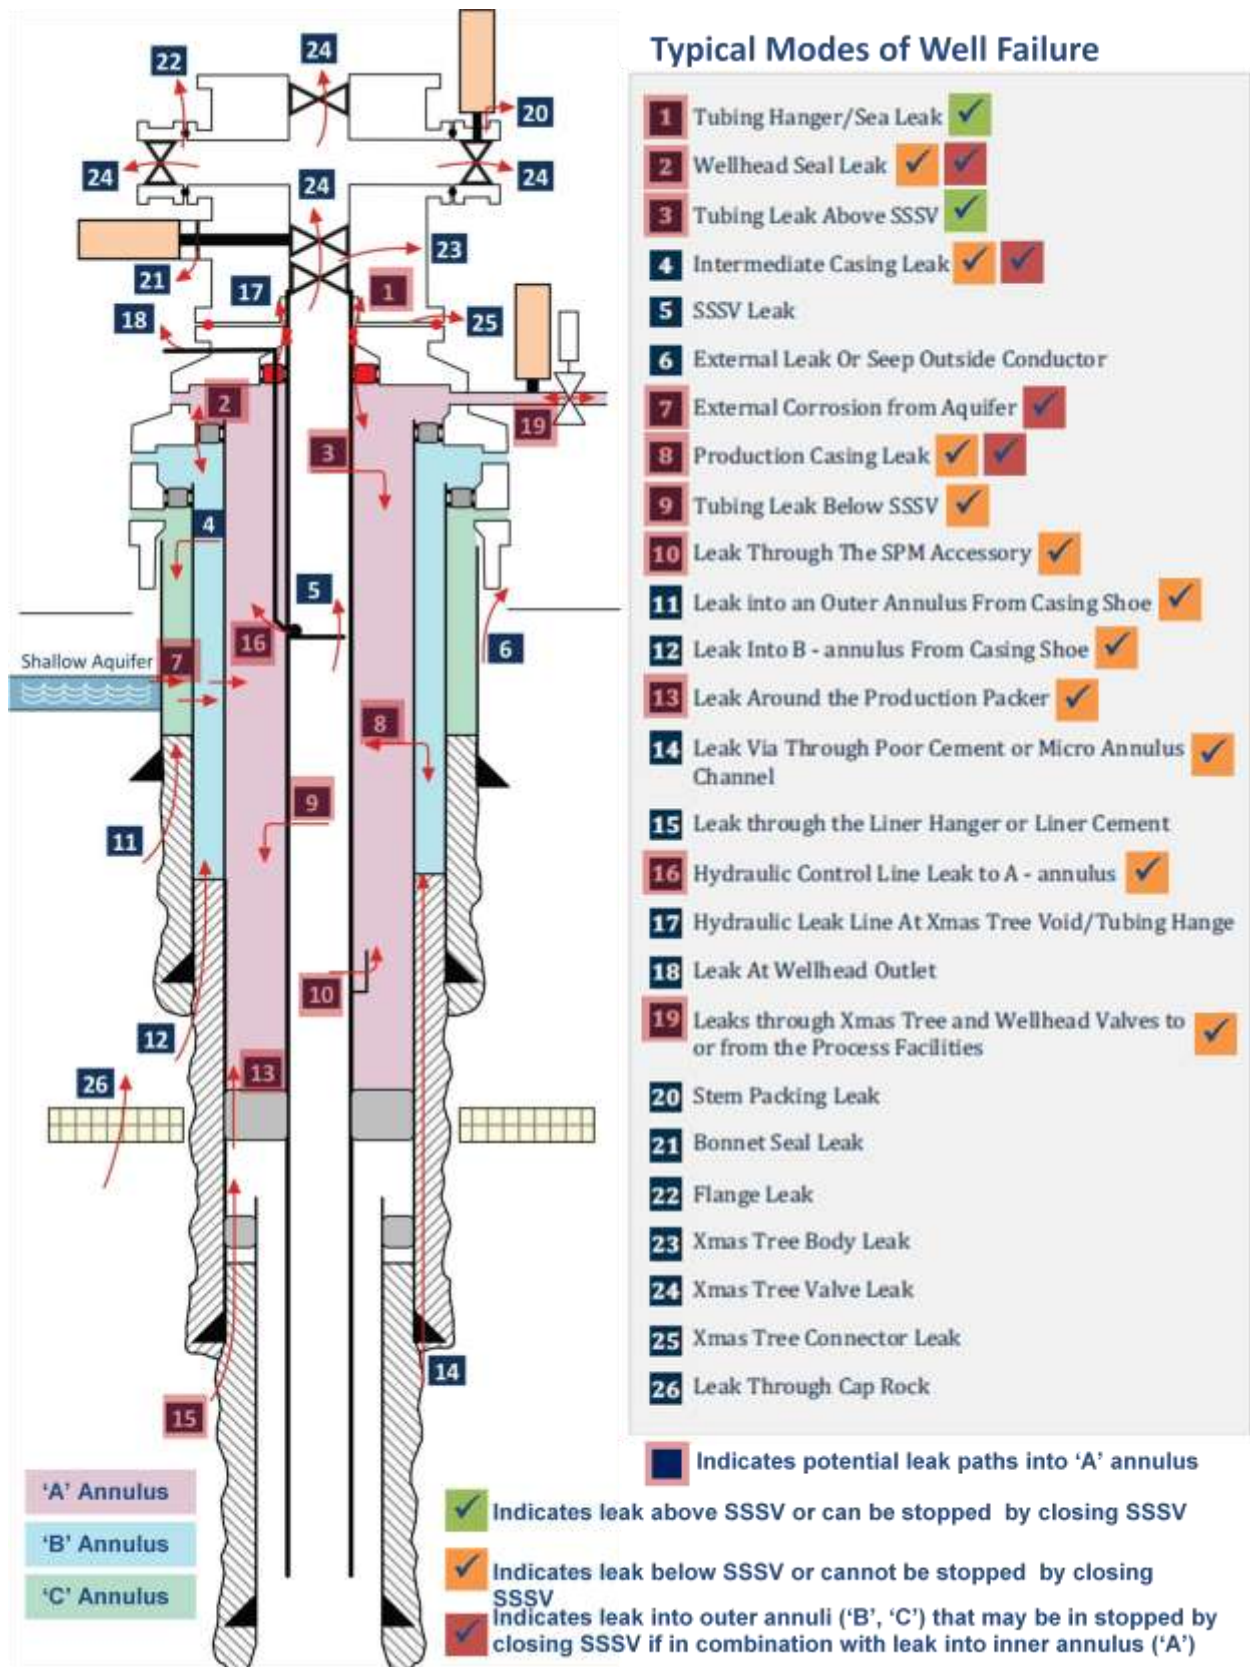 Typical Modes of Well Failure
1 Tubing Hanger/Sea Leak
2 Wellhead Seal Leak
3 Tubing Leak Above SSSV
4 Intermediate Casing Leak
5 SSSV Leak
6 External Leak Or Seep Outside Conductor
7 External Corrosion from Aquifer
8 Production Casing Leak
9 Tubing Leak Below SSSV
10 Leak Through The SPM Accessory
11 Leak into an Outer Annulus From Casing Shoe
12 Leak Into B - annulus From Casing Shoe
13 Leak Around the Production Packer
14 Leak Via Through Poor Cement or Micro Annulus
Channel
15 Leak through the Liner Hanger or Liner Cement
16 Hydraulic Control Line Leak to A - annulus
17 Hydraulic Leak Line At Xmas Tree Void/Tubing Hange
18 Leak At Wellhead Outlet
19 Leaks through Xmas Tree and Wellhead Valves to
or from the Process Facilities
20 Stem Packing Leak
21 Bonnet Seal Leak
22 Flange Leak
23 Xmas Tree Body Leak
24 Xmas Tree Valve Leak
25 Xmas Tree Connector Leak
26 Leak Through Cap Rock
24
22
20
24
24
24
23
21
17
1
18
25
2
19
3
4
5
16
6
Shallow Aquifer
7
8
9
11
10
12
13
26
14
15
'A' Annulus
'B' Annulus
'C' Annulus
Indicates potential leak paths into 'A' annulus
Indicates leak above SSSV or can be stopped by closing SSSV
Indicates leak below SSSV or cannot be stopped by closing
SSSV
Indicates leak into outer annuli ('B', 'C') that may be in stopped by
closing SSSV if in combination with leak into inner annulus ('A')